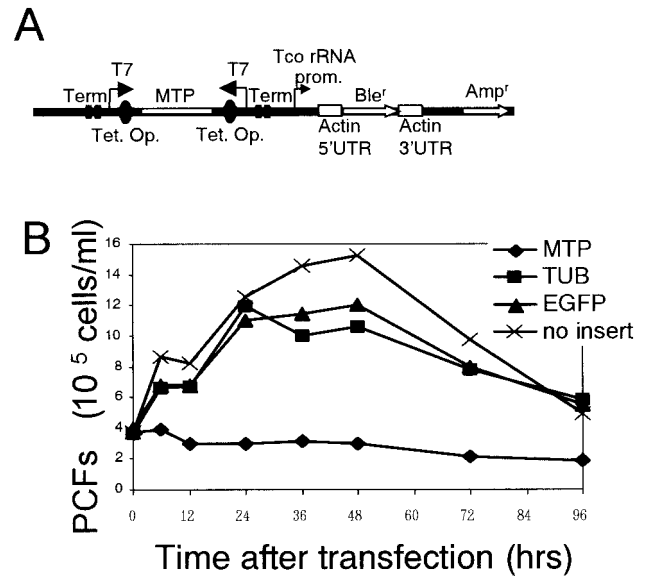 A
Tco rRNA
T7 T7 prom.
Term MTP Term Bleʳ Ampʳ
Tet. Op. Tet. Op. Actin Actin
5'UTR 3'UTR
B
16
14
12
10
8
6
4
2
0
PCFs (10 ⁵ cells/ml)
MTP
TUB
EGFP
no insert
0 12 24 36 48 60 72 84 96
Time after transfection (hrs)